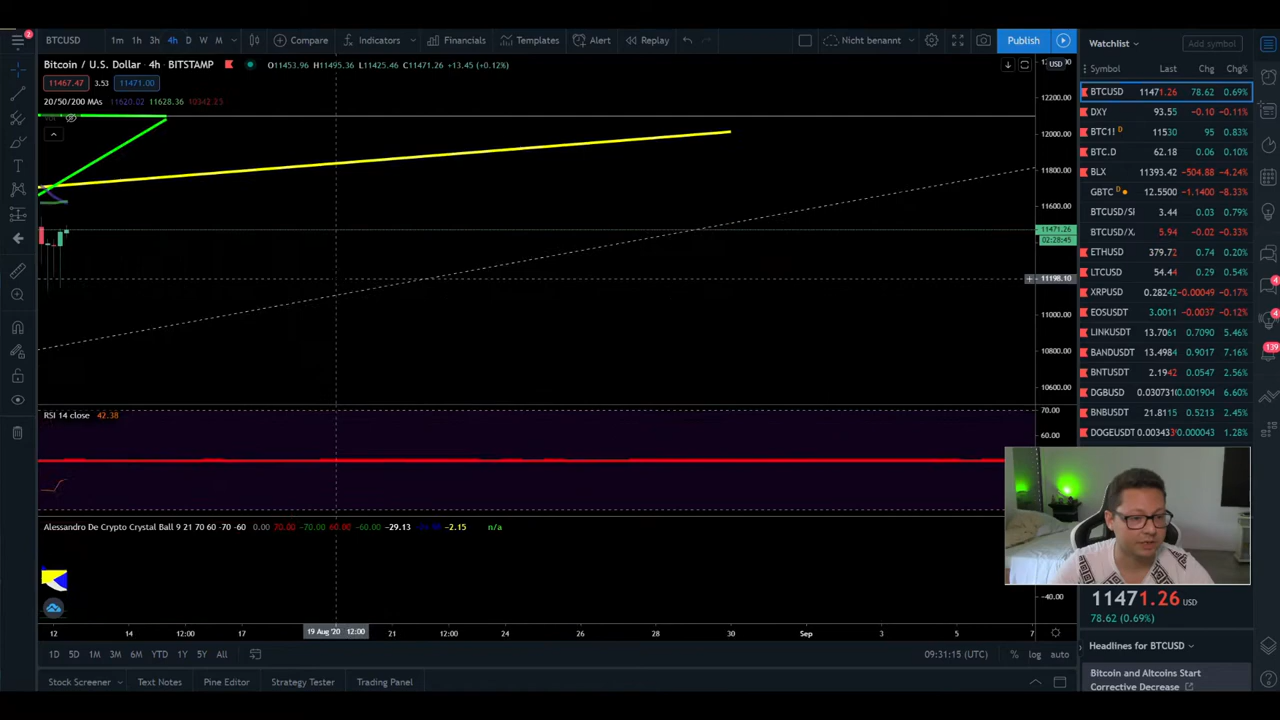 2
BTCUSD 1m 1h 3h 4h D W M Compare Indicators Financials Templates Alert Replay Nicht benannt Publish
Bitcoin / U.S. Dollar 4h BITSTAMP O11453.96 H11495.36 L11425.46 C11471.26 +13.45 (+0.12%)
11467.47 3.53 11471.00
20/50/200 MAs 11620.02 11628.36 10342.23
USD
12200.00
12000.00
11800.00
11600.00
11471.26
02:28:45
11198.10
11000.00
10800.00
10600.00
RSI 14 close 42.38
70.00
60.00
Alessandro De Crypto Crystal Ball 9 21 70 60 -70 -60 0.00 70.00 -70.00 60.00 -60.00 -29.13 -2.15 n/a
-40.00
12 14 12:00 17 19 Aug '20 12:00 21 12:00 24 26 28 30 Sep 3 5 7
1D 5D 1M 3M 6M YTD 1Y 5Y All 09:31:15 (UTC) % log auto
Stock Screener Text Notes Pine Editor Strategy Tester Trading Panel
Watchlist Add symbol
Symbol Last Chg Chg%
BTCUSD 11471.26 78.62 0.69%
DXY 93.55 -0.10 -0.11%
BTC1! D 11530 95 0.83%
BTC.D 62.18 0.06 0.10%
BLX 11393.42 -504.88 -4.24%
GBTC D 12.5500 -1.1400 -8.33%
BTCUSD/SI 3.44 0.03 0.79%
BTCUSD/X 5.94 -0.02 -0.33%
ETHUSD 379.72 0.74 0.20%
LTCUSD 54.44 0.29 0.54%
XRPUSD 0.28242 -0.00049 -0.17%
EOSUSDT 3.0011 -0.0037 -0.12%
LINKUSDT 13.7061 0.7090 5.46%
BANDUSDT 13.4984 0.9017 7.16%
BNTUSDT 2.1942 0.0547 2.56%
DGBUSD 0.030731 0.001904 6.60%
BNBUSDT 21.8115 0.5213 2.45%
DOGEUSDT 0.003433 0.000043 1.28%
11471.26 USD
78.62 (0.69%)
Headlines for BTCUSD
Bitcoin and Altcoins Start
Corrective Decrease
4
4
139